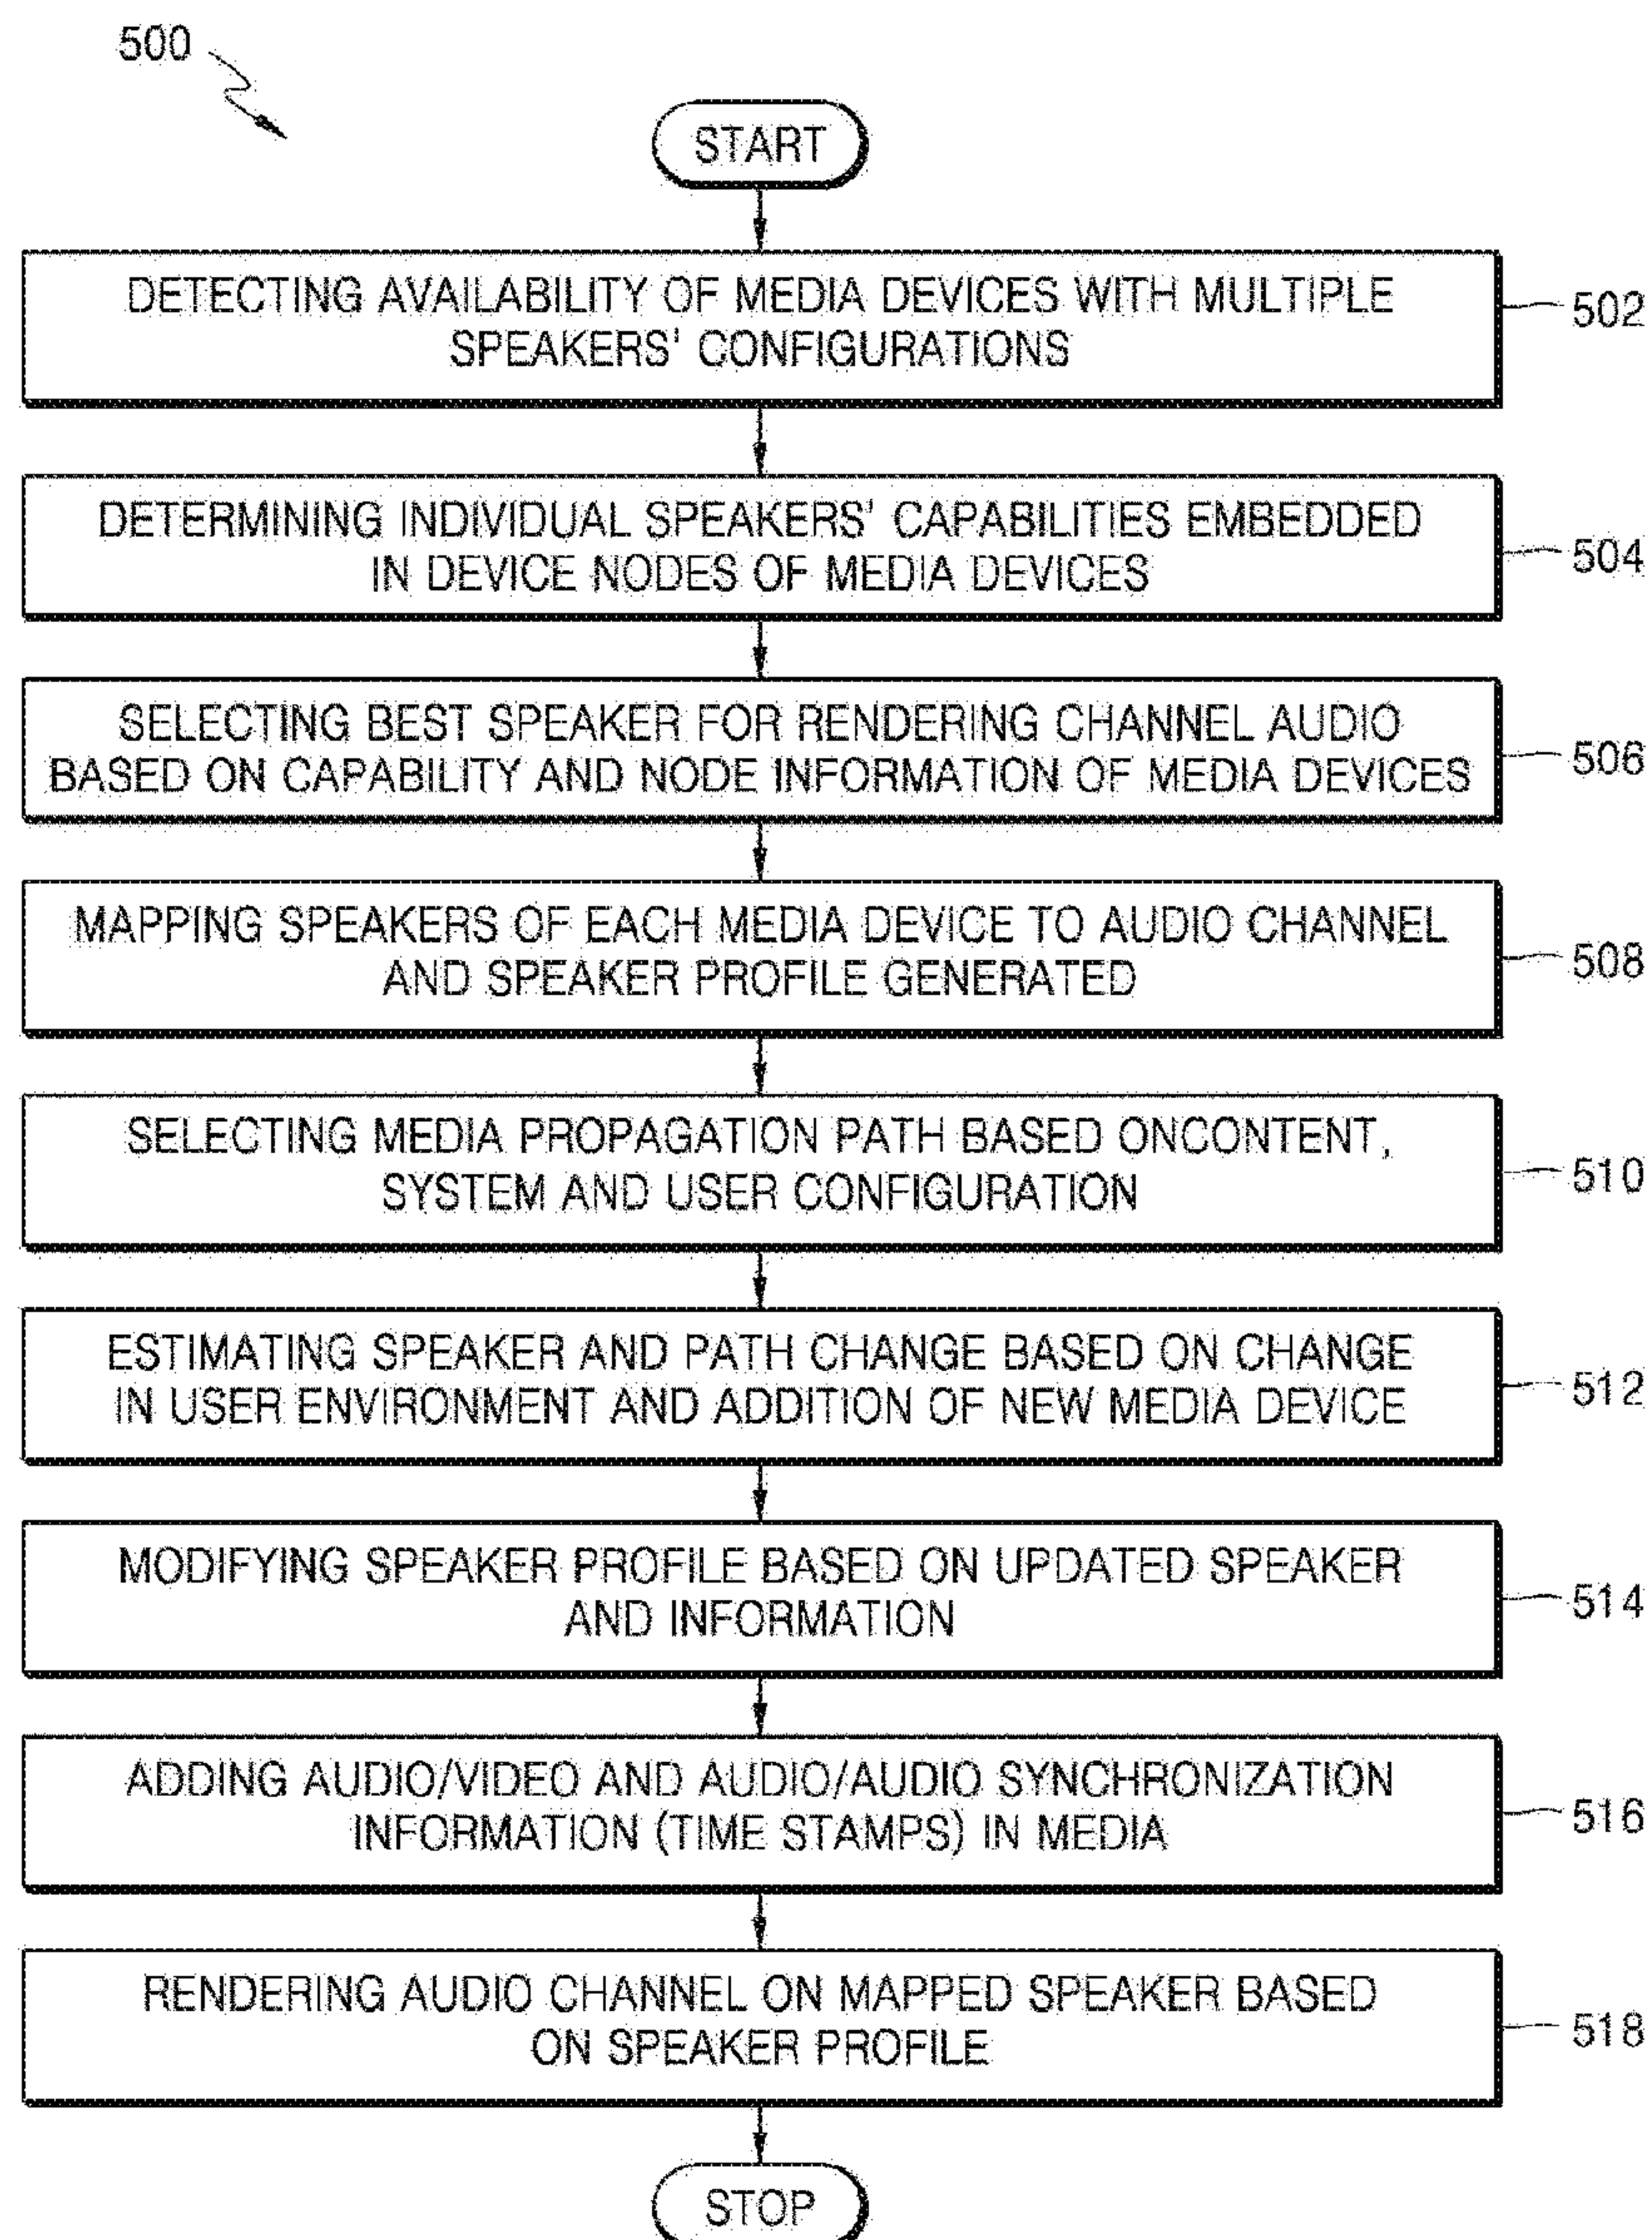 500
START
DETECTING AVAILABILITY OF MEDIA DEVICES WITH MULTIPLE
SPEAKERS' CONFIGURATIONS
502
DETERMINING INDIVIDUAL SPEAKERS' CAPABILITIES EMBEDDED
IN DEVICE NODES OF MEDIA DEVICES
504
SELECTING BEST SPEAKER FOR RENDERING CHANNEL AUDIO
BASED ON CAPABILITY AND NODE INFORMATION OF MEDIA DEVICES
506
MAPPING SPEAKERS OF EACH MEDIA DEVICE TO AUDIO CHANNEL
AND SPEAKER PROFILE GENERATED
508
SELECTING MEDIA PROPAGATION PATH BASED ONCONTENT,
SYSTEM AND USER CONFIGURATION
510
ESTIMATING SPEAKER AND PATH CHANGE BASED ON CHANGE
IN USER ENVIRONMENT AND ADDITION OF NEW MEDIA DEVICE
512
MODIFYING SPEAKER PROFILE BASED ON UPDATED SPEAKER
AND INFORMATION
514
ADDING AUDIO/VIDEO AND AUDIO/AUDIO SYNCHRONIZATION
INFORMATION (TIME STAMPS) IN MEDIA
516
RENDERING AUDIO CHANNEL ON MAPPED SPEAKER BASED
ON SPEAKER PROFILE
518
STOP